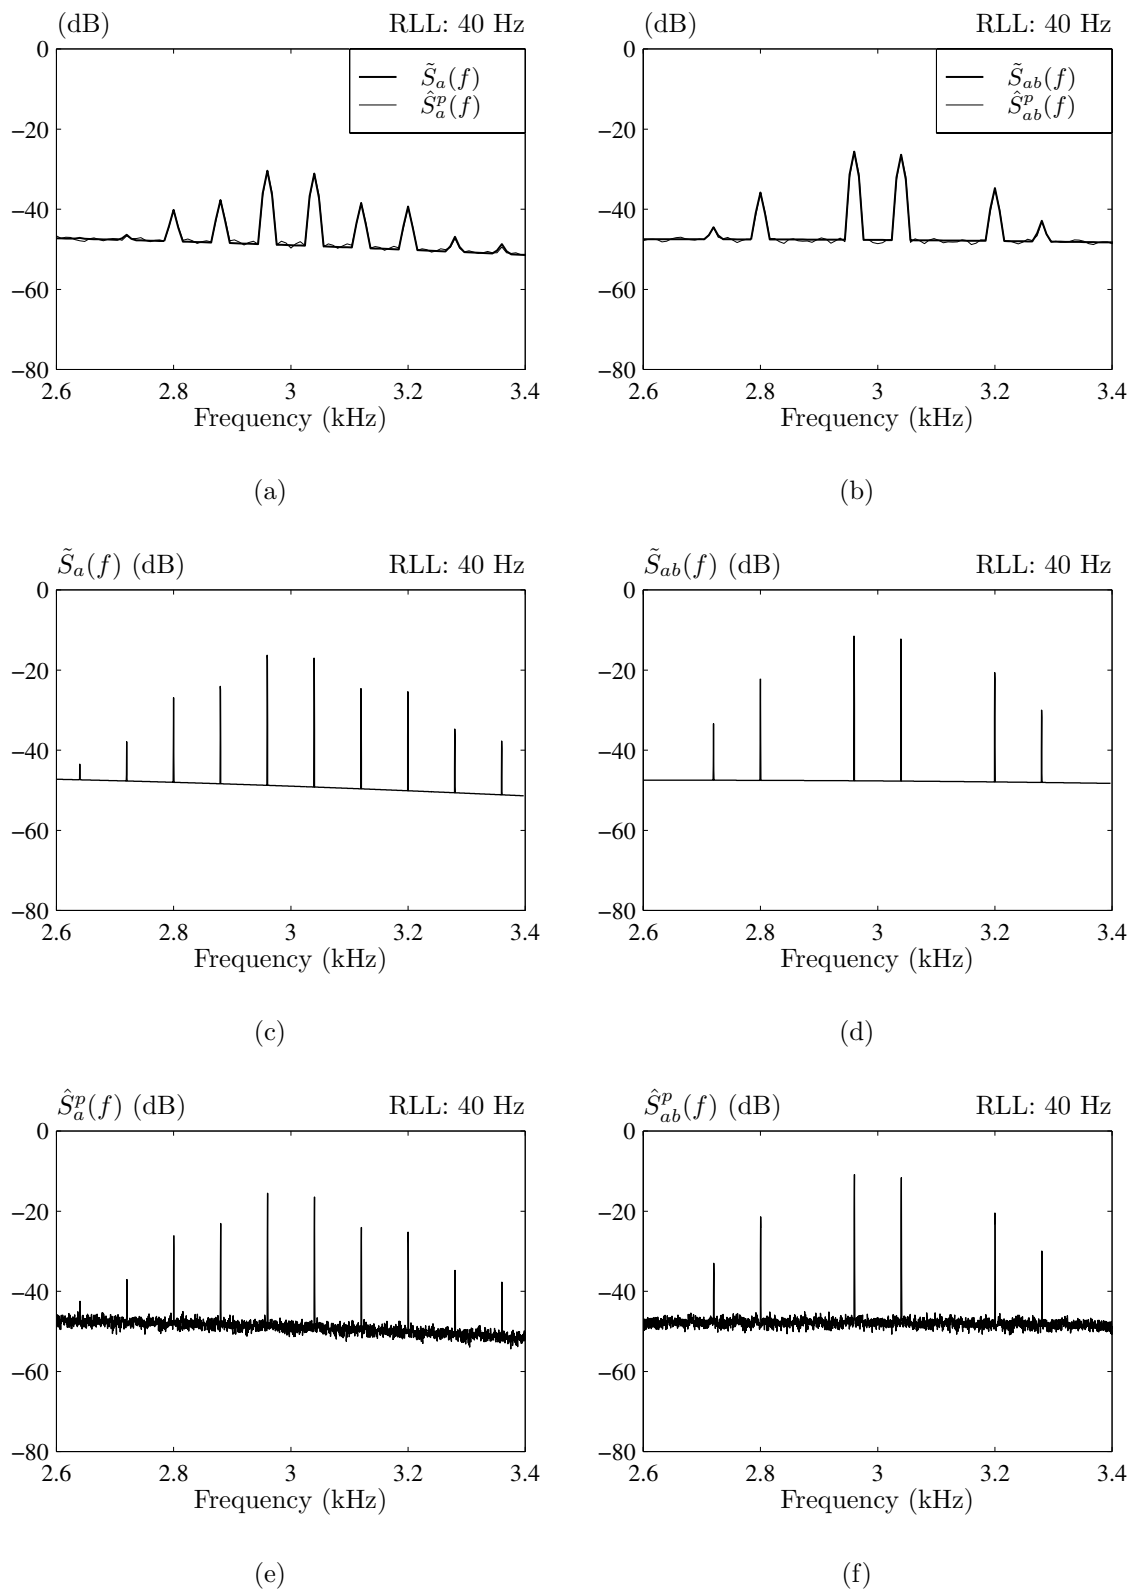 (dB) RLL: 40 Hz
0
−20
−40
−60
−80
S̃a(f)
Ŝᵖa(f)
2.6 2.8 3 3.2 3.4
Frequency (kHz)
(a)
(dB) RLL: 40 Hz
0
−20
−40
−60
−80
S̃ab(f)
Ŝᵖab(f)
2.6 2.8 3 3.2 3.4
Frequency (kHz)
(b)
S̃a(f) (dB) RLL: 40 Hz
0
−20
−40
−60
−80
2.6 2.8 3 3.2 3.4
Frequency (kHz)
(c)
S̃ab(f) (dB) RLL: 40 Hz
0
−20
−40
−60
−80
2.6 2.8 3 3.2 3.4
Frequency (kHz)
(d)
Ŝᵖa(f) (dB) RLL: 40 Hz
0
−20
−40
−60
−80
2.6 2.8 3 3.2 3.4
Frequency (kHz)
(e)
Ŝᵖab(f) (dB) RLL: 40 Hz
0
−20
−40
−60
−80
2.6 2.8 3 3.2 3.4
Frequency (kHz)
(f)